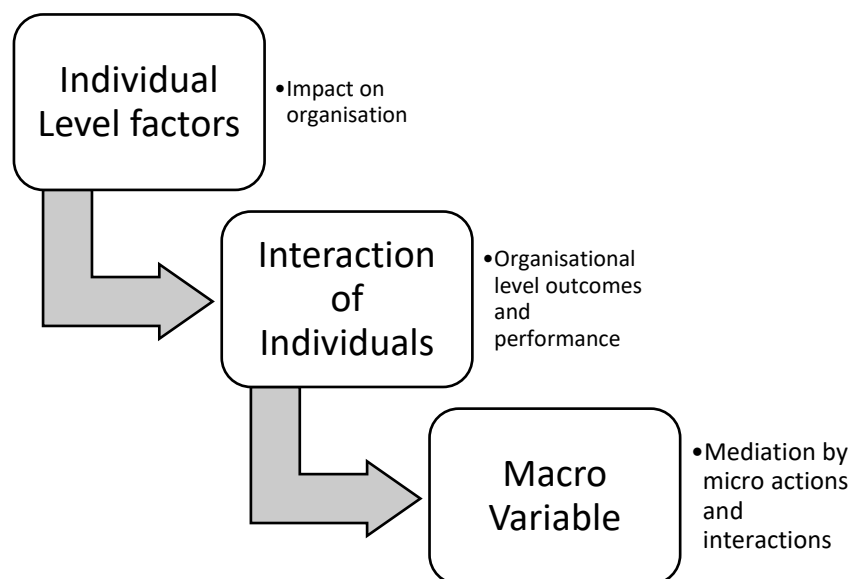 Individual
Level factors
•Impact on
organisation
Interaction
of
Individuals
•Organisational
level outcomes
and
performance
Macro
Variable
•Mediation by
micro actions
and
interactions